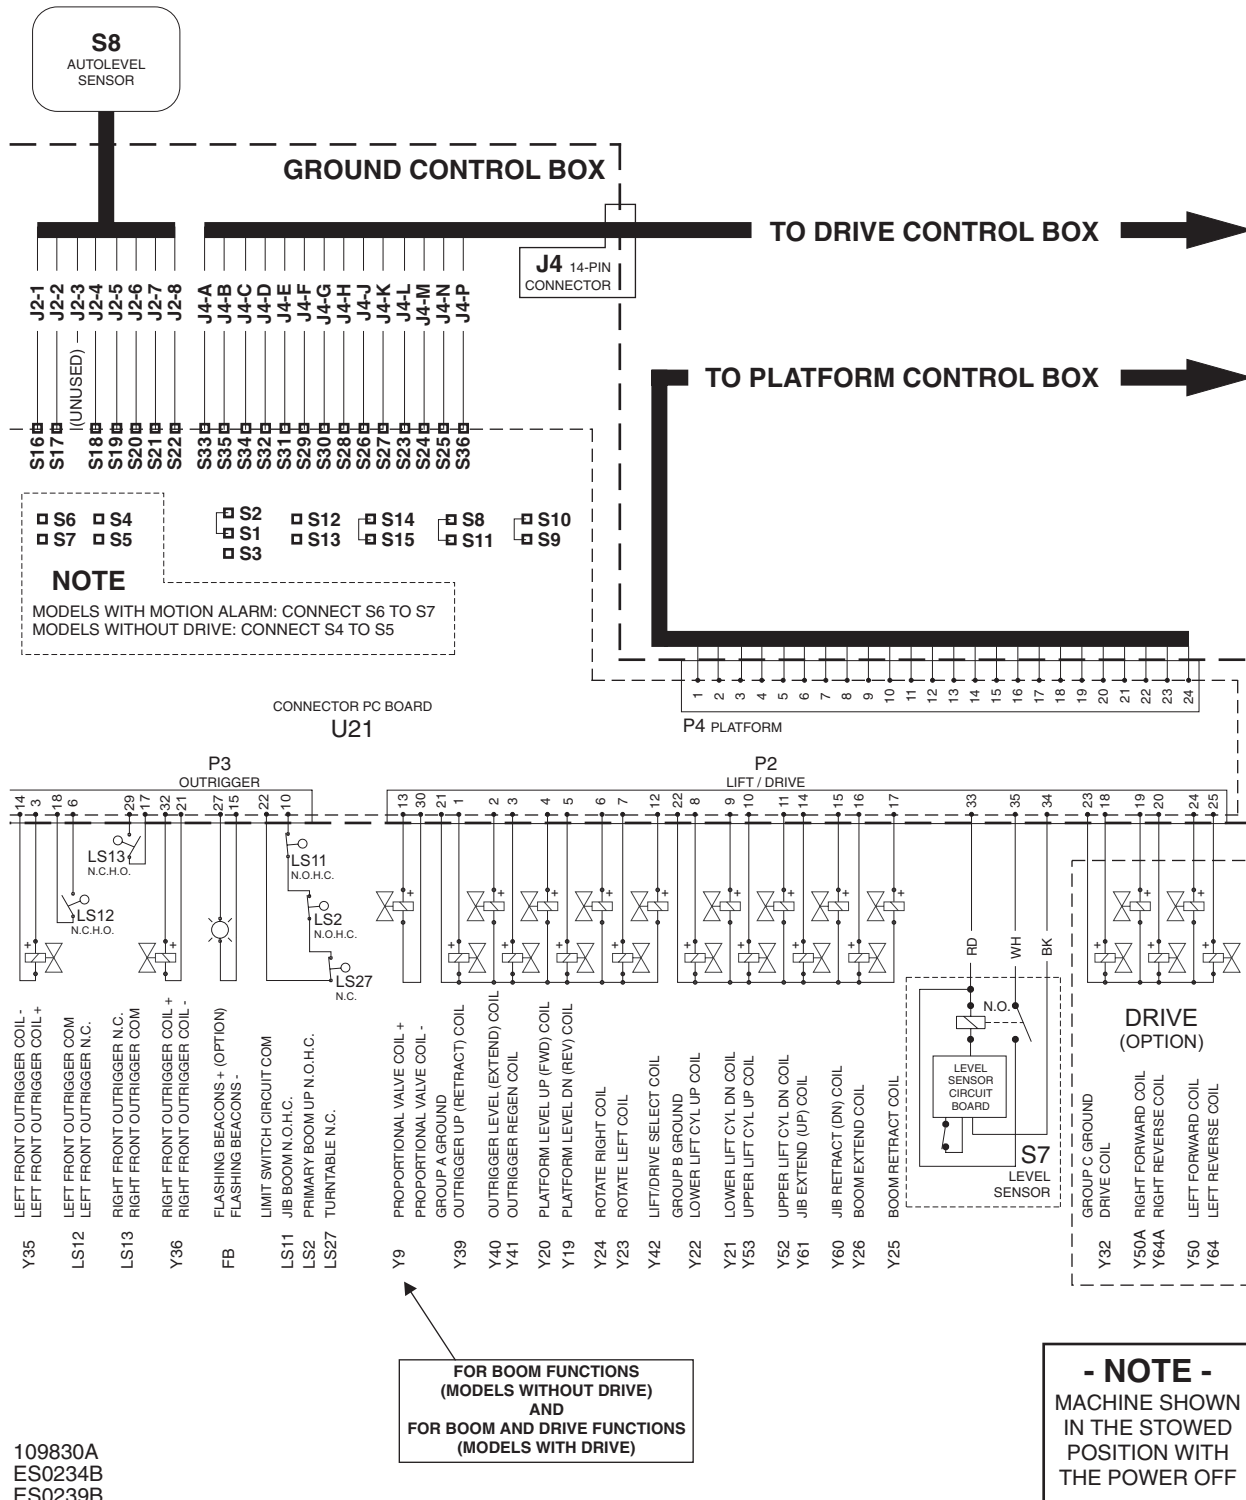 S8
AUTOLEVEL
SENSOR
GROUND CONTROL BOX
TO DRIVE CONTROL BOX
J4 14-PIN
CONNECTOR
J2-1
J2-2
J2-3
J2-4
J2-5
J2-6
J2-7
J2-8
J4-A
J4-B
J4-C
J4-D
J4-E
J4-F
J4-G
J4-H
J4-J
J4-K
J4-L
J4-M
J4-N
J4-P
(UNUSED)
TO PLATFORM CONTROL BOX
S16
S17
S18
S19
S20
S21
S22
S33
S35
S34
S32
S31
S29
S30
S28
S26
S27
S23
S24
S25
S36
S6 S4
S7 S5
S2
S1
S3
S12
S13
S14
S15
S8
S11
S10
S9
NOTE
MODELS WITH MOTION ALARM: CONNECT S6 TO S7
MODELS WITHOUT DRIVE: CONNECT S4 TO S5
1 2 3 4 5 6 7 8 9 10 11 12 13 14 15 16 17 18 19 20 21 22 23 24
P4 PLATFORM
CONNECTOR PC BOARD
U21
P3
OUTRIGGER
P2
LIFT / DRIVE
14 3 18 6 29 17 32 21 27 15 22 10
13 30 21 1 2 3 4 5 6 7 12 22 8 9 10 11 14 15 16 17 33 35 34 23 18 19 20 24 25
LS13
N.C.H.O.
LS12
N.C.H.O.
LS11
N.O.H.C.
LS2
N.O.H.C.
LS27
N.C.
+ + + + + + + + + + + +
+ + + + + + + + + + + + +
RD
WH
BK
N.O.
LEVEL
SENSOR
CIRCUIT
BOARD
S7
LEVEL
SENSOR
DRIVE
(OPTION)
LEFT FRONT OUTRIGGER COIL -
LEFT FRONT OUTRIGGER COIL +
LEFT FRONT OUTRIGGER COM
LEFT FRONT OUTRIGGER N.C.
RIGHT FRONT OUTRIGGER N.C.
RIGHT FRONT OUTRIGGER COM
RIGHT FRONT OUTRIGGER COIL +
RIGHT FRONT OUTRIGGER COIL -
FLASHING BEACONS + (OPTION)
FLASHING BEACONS -
LIMIT SWITCH CIRCUIT COM
JIB BOOM N.O.H.C.
PRIMARY BOOM UP N.O.H.C.
TURNTABLE N.C.
PROPORTIONAL VALVE COIL +
PROPORTIONAL VALVE COIL -
GROUP A GROUND
OUTRIGGER UP (RETRACT) COIL
OUTRIGGER LEVEL (EXTEND) COIL
OUTRIGGER REGEN COIL
PLATFORM LEVEL UP (FWD) COIL
PLATFORM LEVEL DN (REV) COIL
ROTATE RIGHT COIL
ROTATE LEFT COIL
LIFT/DRIVE SELECT COIL
GROUP B GROUND
LOWER LIFT CYL UP COIL
LOWER LIFT CYL DN COIL
UPPER LIFT CYL UP COIL
UPPER LIFT CYL DN COIL
JIB EXTEND (UP) COIL
JIB RETRACT (DN) COIL
BOOM EXTEND COIL
BOOM RETRACT COIL
GROUP C GROUND
DRIVE COIL
RIGHT FORWARD COIL
RIGHT REVERSE COIL
LEFT FORWARD COIL
LEFT REVERSE COIL
Y35
LS12
LS13
Y36
FB
LS11
LS2
LS27
Y9
Y39
Y40
Y41
Y20
Y19
Y24
Y23
Y42
Y22
Y21
Y53
Y52
Y61
Y60
Y26
Y25
Y32
Y50A
Y64A
Y50
Y64
FOR BOOM FUNCTIONS
(MODELS WITHOUT DRIVE)
AND
FOR BOOM AND DRIVE FUNCTIONS
(MODELS WITH DRIVE)
- NOTE -
MACHINE SHOWN
IN THE STOWED
POSITION WITH
THE POWER OFF
109830A
ES0234B
ES0239B